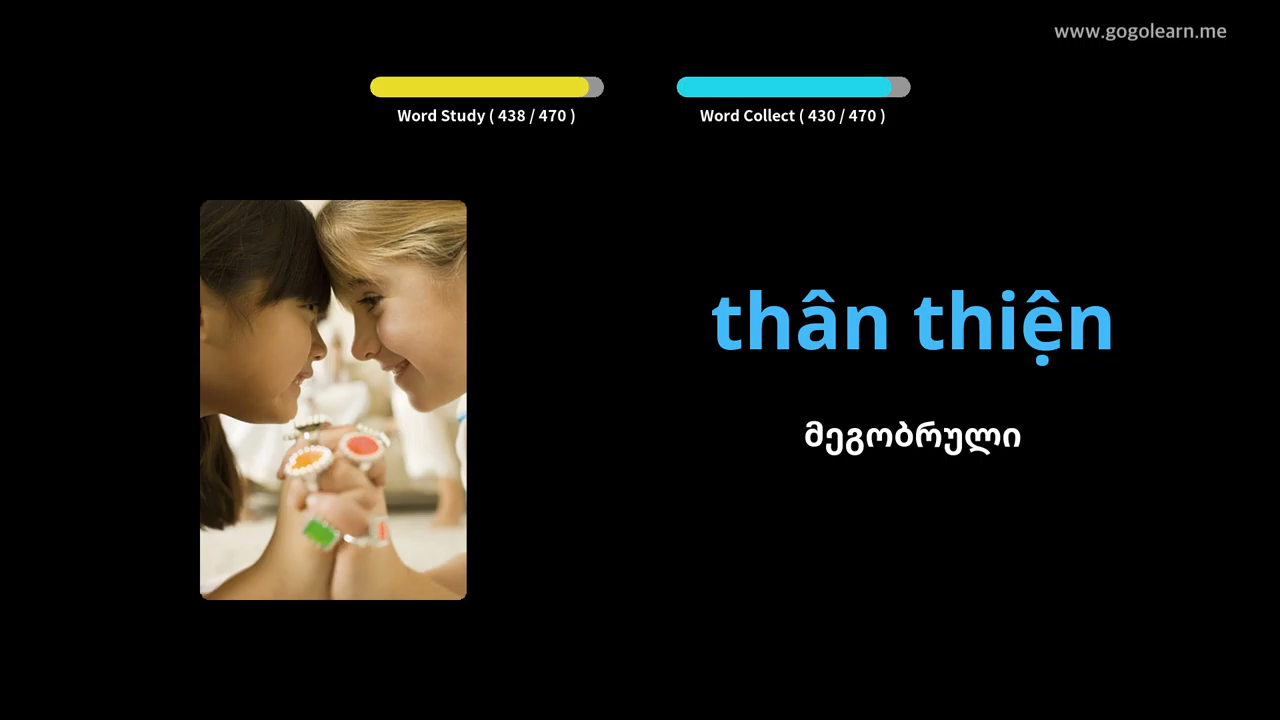 www.gogolearn.me
Word Study ( 438 / 470 )
Word Collect ( 430 / 470 )
thân thiện
მეგობრული